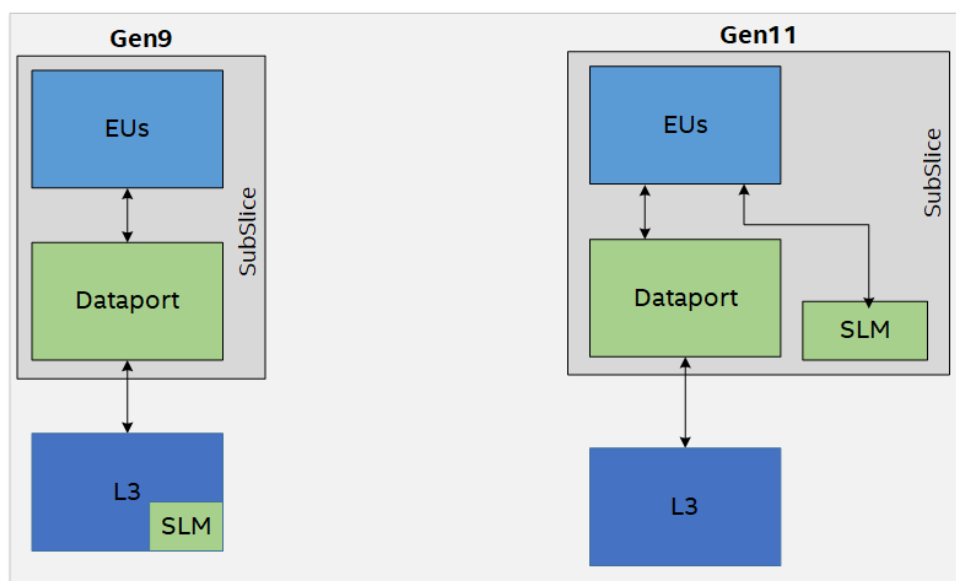 Gen9
EUs
SubSlice
Dataport
L3
SLM
Gen11
EUs
SubSlice
Dataport
SLM
L3